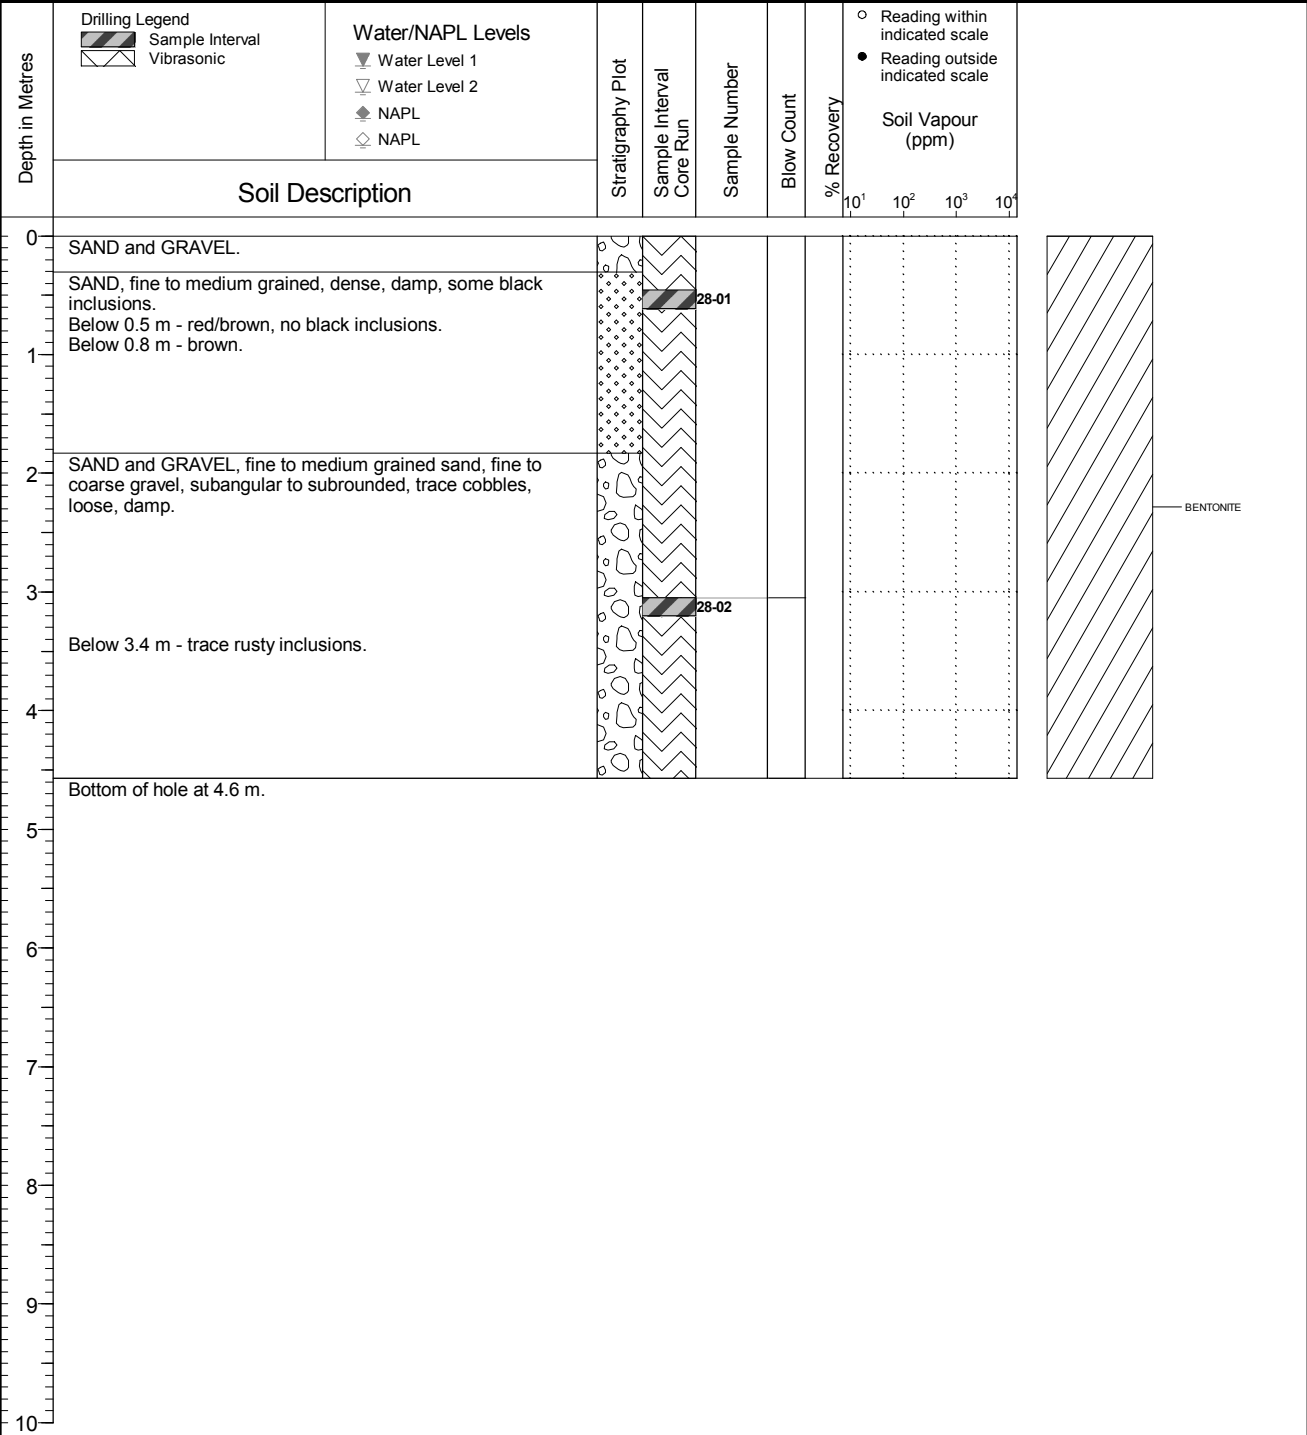 Depth in Metres
Drilling Legend
Sample Interval
Vibrasonic
Water/NAPL Levels
Water Level 1
Water Level 2
NAPL
NAPL
Soil Description
Stratigraphy Plot
Sample Interval
Core Run
Sample Number
Blow Count
% Recovery
Reading within
indicated scale
Reading outside
indicated scale
Soil Vapour
(ppm)
10¹ 10² 10³ 10⁴
0
SAND and GRAVEL.
SAND, fine to medium grained, dense, damp, some black
inclusions.
28-01
Below 0.5 m - red/brown, no black inclusions.
Below 0.8 m - brown.
1
SAND and GRAVEL, fine to medium grained sand, fine to
2
coarse gravel, subangular to subrounded, trace cobbles,
loose, damp.
BENTONITE
3
28-02
Below 3.4 m - trace rusty inclusions.
4
Bottom of hole at 4.6 m.
5
6
7
8
9
10